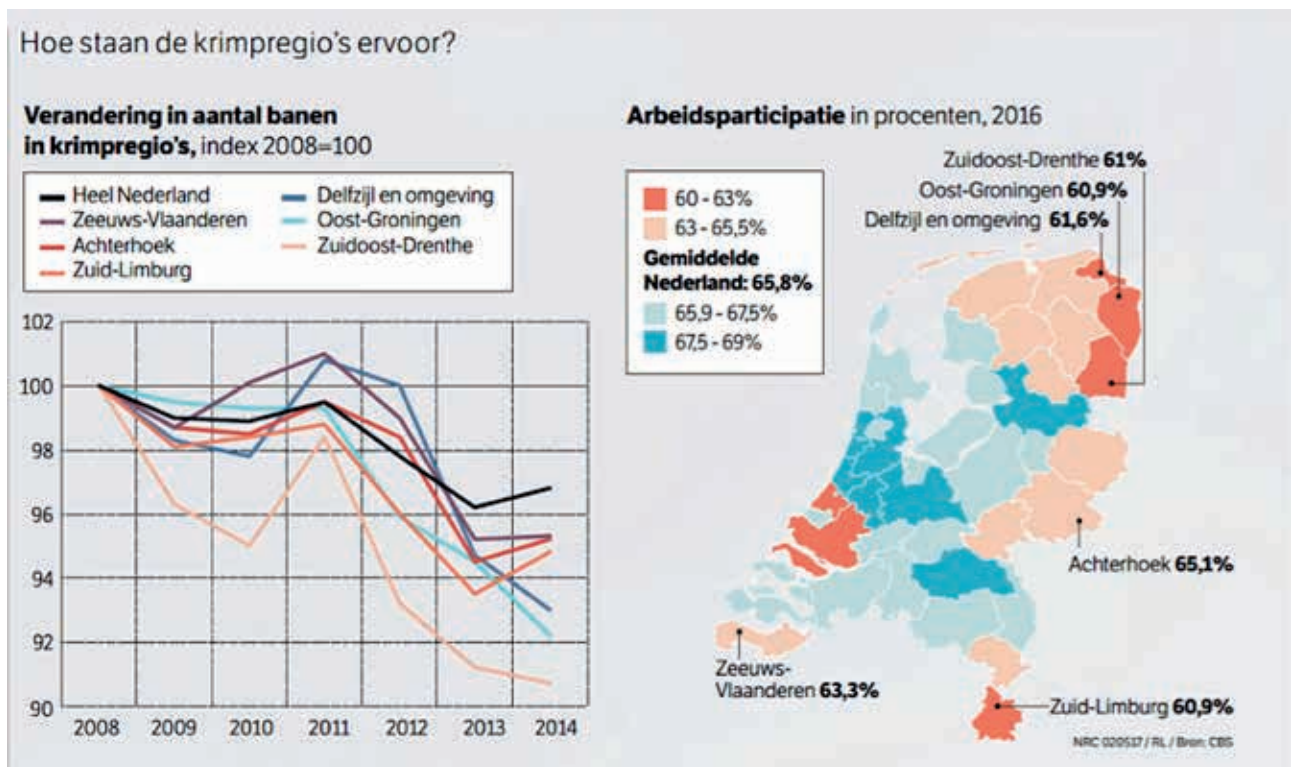 Hoe staan de krimpregio's ervoor?
Verandering in aantal banen
in krimpregio's, index 2008=100
Heel Nederland
Zeeuws-Vlaanderen
Achterhoek
Zuid-Limburg
Delfzijl en omgeving
Oost-Groningen
Zuidoost-Drenthe
102
100
98
96
94
92
90
2008 2009 2010 2011 2012 2013 2014
Arbeidsparticipatie in procenten, 2016
60 - 63%
63 - 65,5%
Gemiddelde
Nederland: 65,8%
65,9 - 67,5%
67,5 - 69%
Zuidoost-Drenthe 61%
Oost-Groningen 60,9%
Delfzijl en omgeving 61,6%
Achterhoek 65,1%
Zeeuws-
Vlaanderen 63,3%
Zuid-Limburg 60,9%
NRC 020517 / RL / Bron: CBS